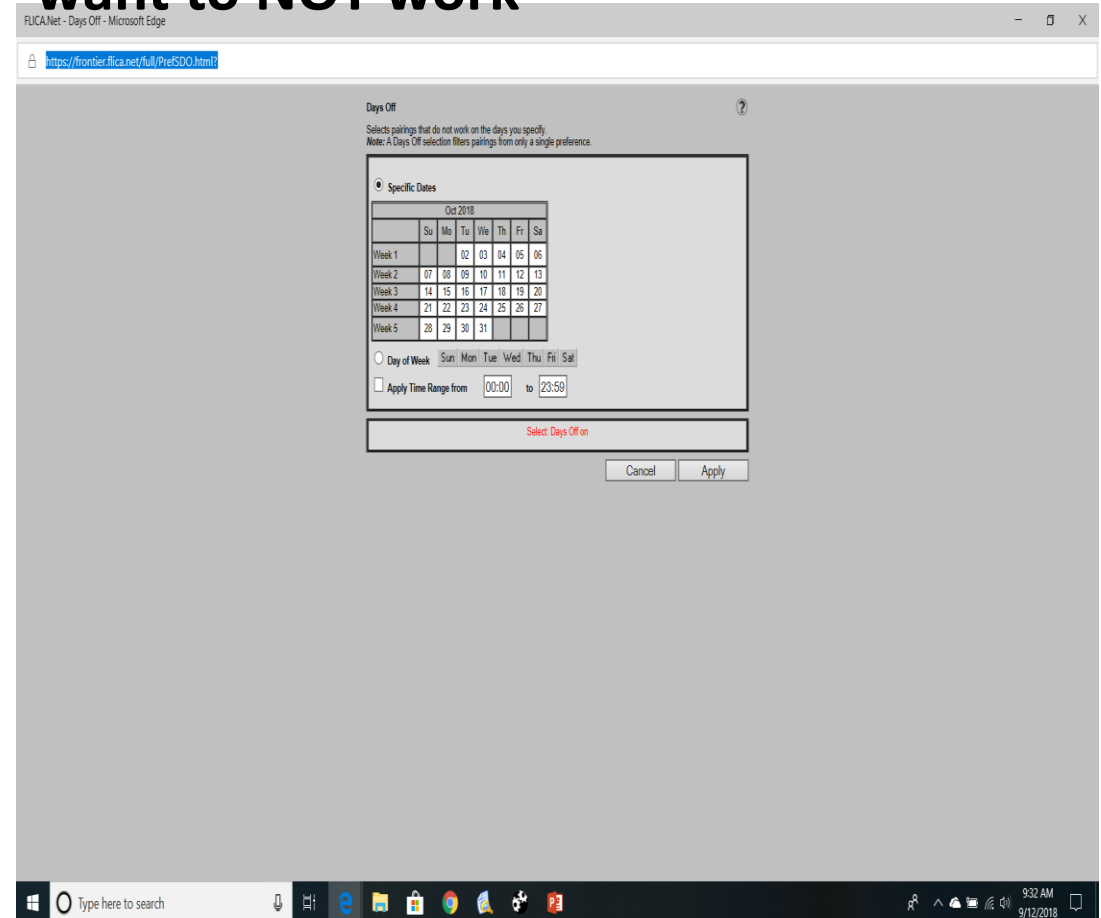 want to NOT work
FLICA.Net - Days Off - Microsoft Edge
https://frontier.flica.net/full/PrefSDO.html?
Days Off
?
Selects pairings that do not work on the days you specify.
Note: A Days Off selection filters pairings from only a single preference.
Specific Dates
Oct 2018
Su Mo Tu We Th Fr Sa
Week 1 02 03 04 05 06
Week 2 07 08 09 10 11 12 13
Week 3 14 15 16 17 18 19 20
Week 4 21 22 23 24 25 26 27
Week 5 28 29 30 31
Day of Week Sun Mon Tue Wed Thu Fri Sat
Apply Time Range from 00:00 to 23:59
Select: Days Off on
Cancel Apply
Type here to search
9:32 AM
9/12/2018